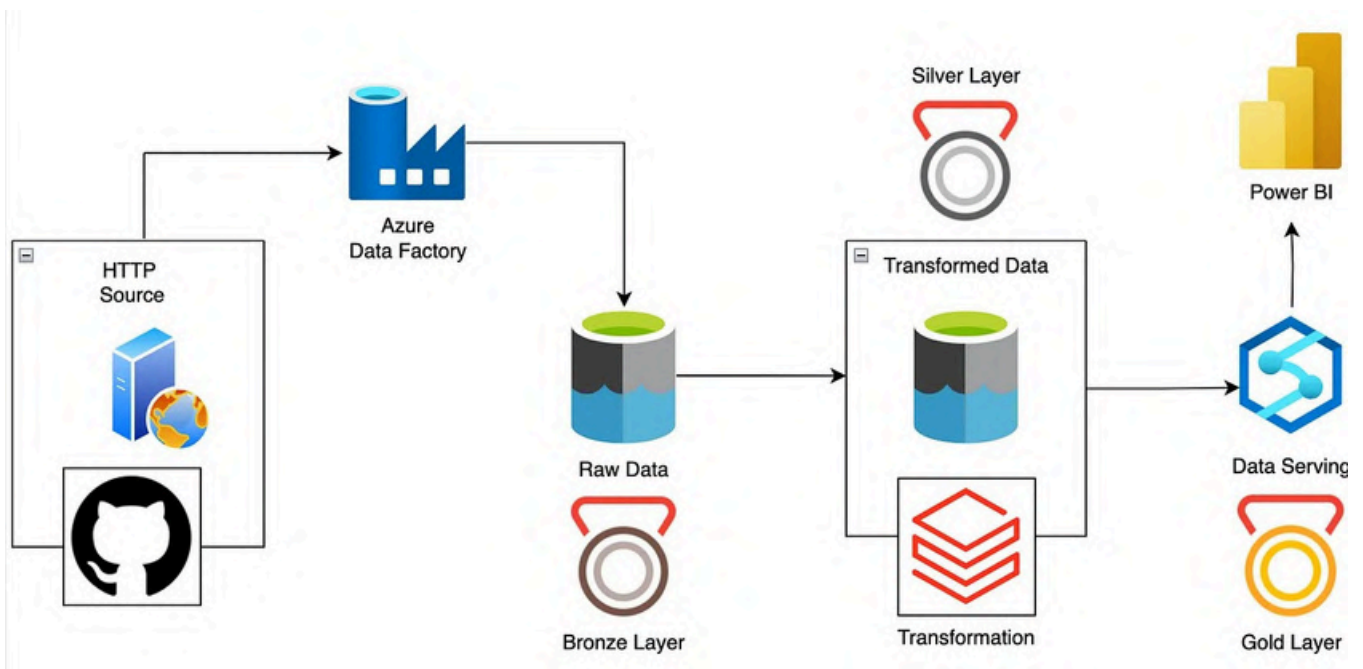 HTTP
Source
Azure
Data Factory
Raw Data
Bronze Layer
Silver Layer
Transformed Data
Transformation
Power BI
Data Serving
Gold Layer